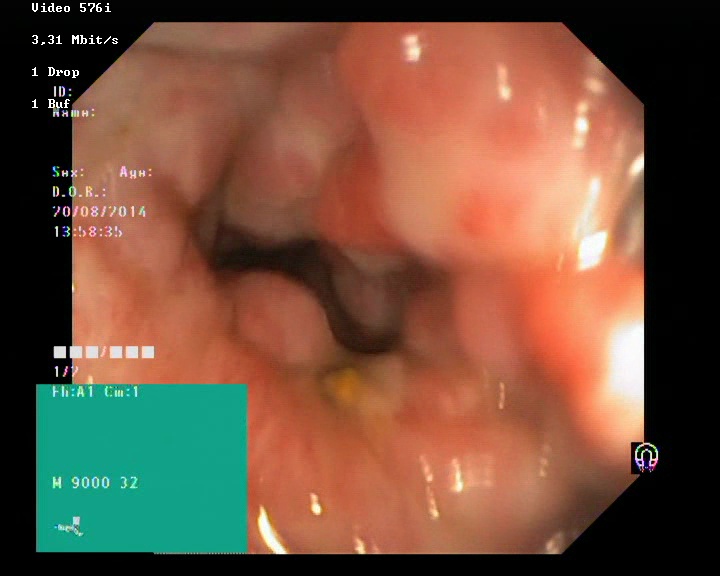 Video 576i
3,31 Mbit/s
1 Drop
1 Buf
ID:
Name:
Sex: Age:
D.O.B.:
20/08/2014
13:58:35
1/2
Eh:A1 Cm:1
M 9000 32